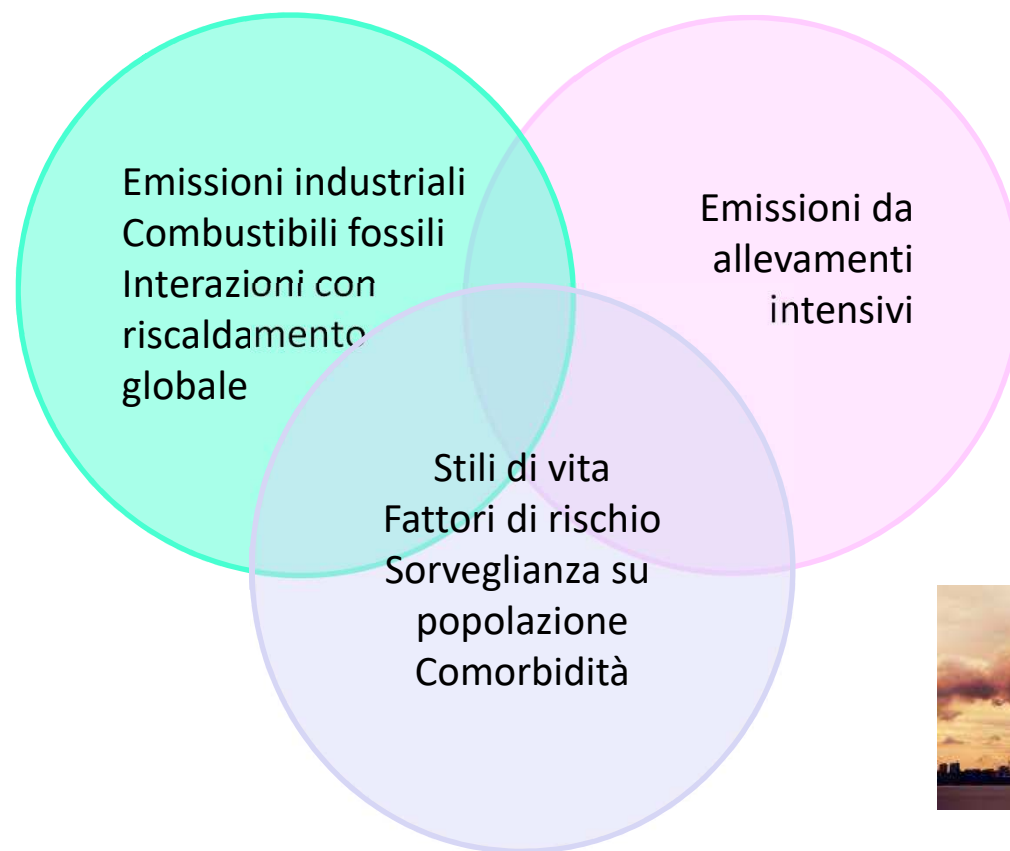 Emissioni industriali
Combustibili fossili
Interazioni con
riscaldamento
globale
Emissioni da
allevamenti
intensivi
Stili di vita
Fattori di rischio
Sorveglianza su
popolazione
Comorbidità